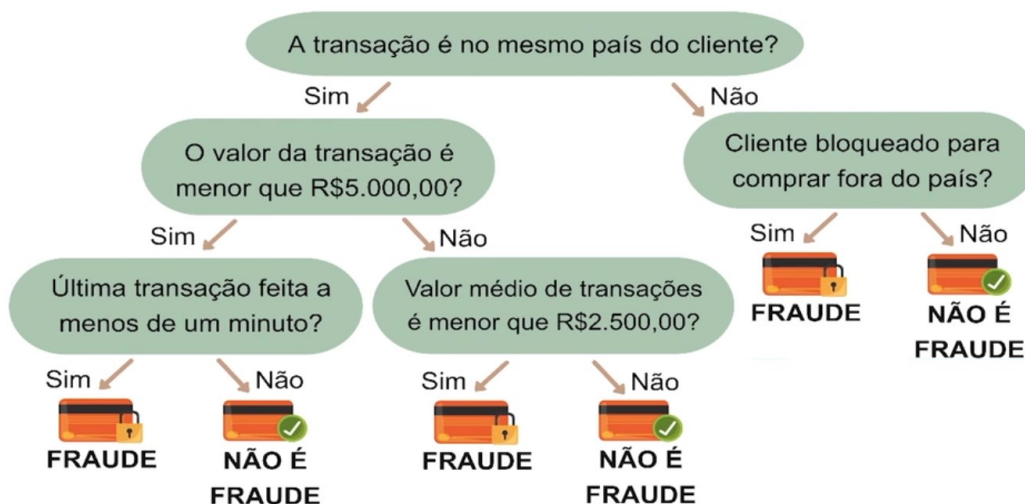 A transação é no mesmo país do cliente?
Sim
Não
O valor da transação é
menor que R$5.000,00?
Cliente bloqueado para
comprar fora do país?
Sim
Não
Sim
Não
Última transação feita a
menos de um minuto?
Valor médio de transações
é menor que R$2.500,00?
FRAUDE
NÃO É
FRAUDE
Sim
Não
Sim
Não
FRAUDE
NÃO É
FRAUDE
FRAUDE
NÃO É
FRAUDE